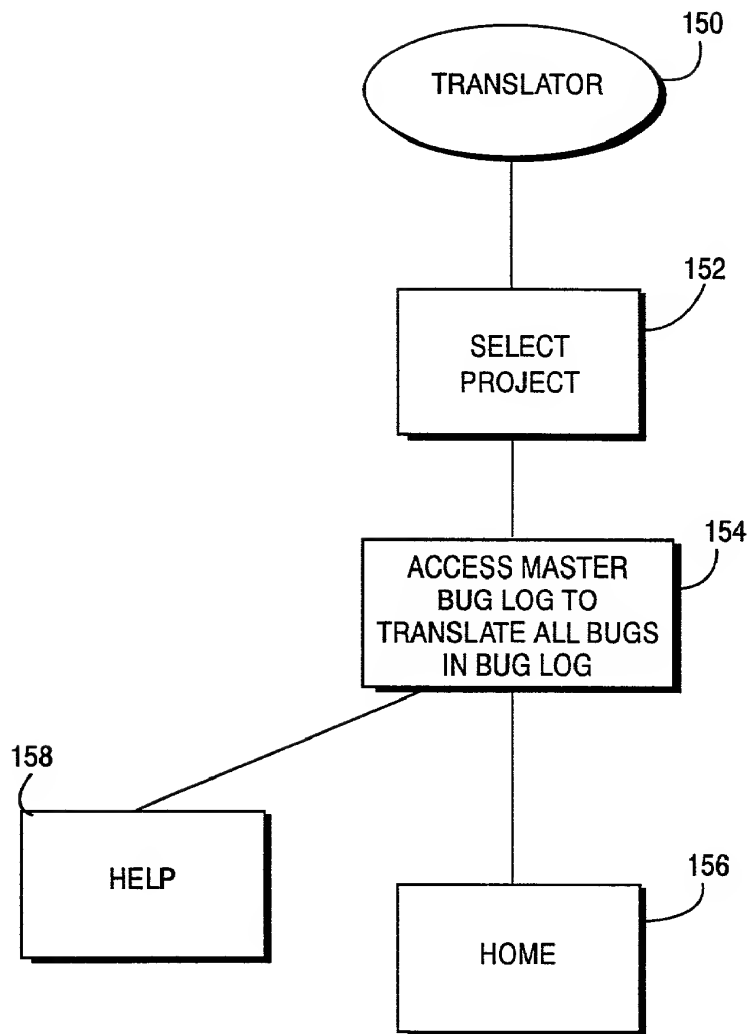 150
TRANSLATOR
152
SELECT
PROJECT
154
ACCESS MASTER
BUG LOG TO
TRANSLATE ALL BUGS
IN BUG LOG
158
HELP
156
HOME